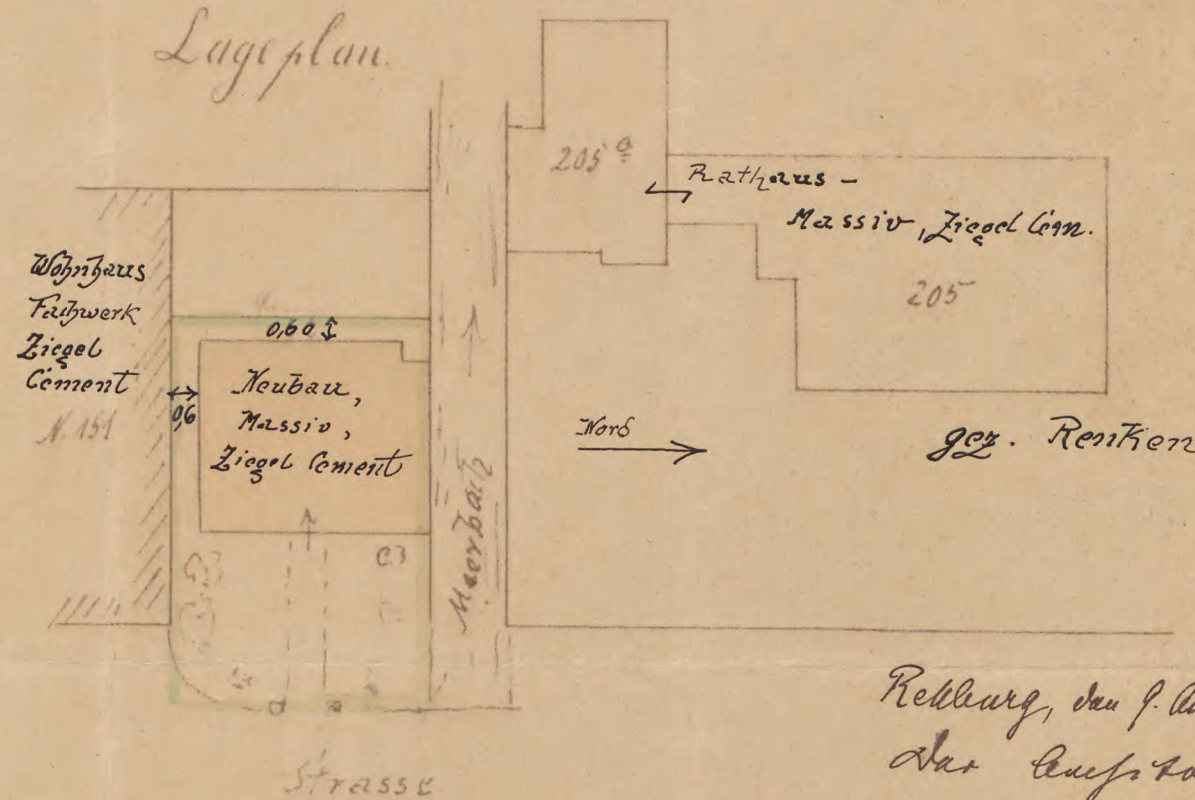 Lageplan.
205 a
Rathaus -
Massiv, Ziegel Cem.
205
Wohnhaus
Fachwerk
Ziegel
Cement
N. 151
0,60
0,6
Neubau,
Massiv,
Ziegel Cement
Meerbach
Nord
gez. Renken
Strasse
Rehburg, den 9.
Der